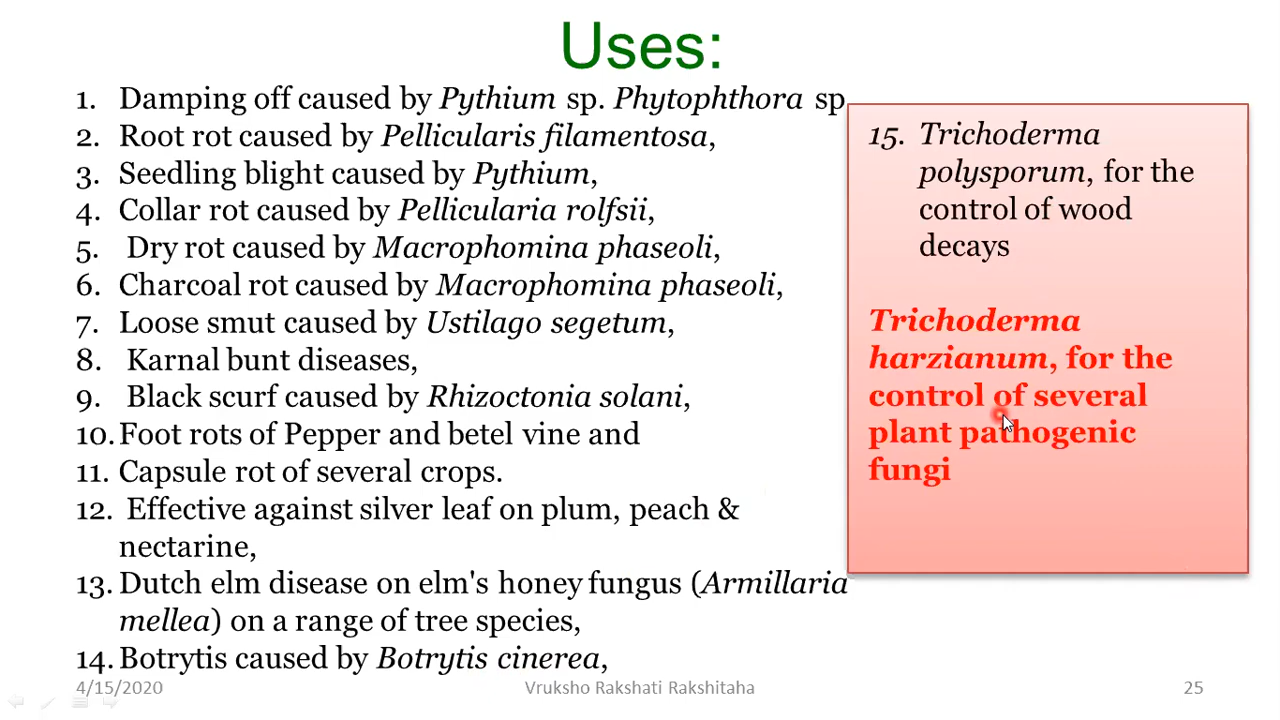 Uses:
1. Damping off caused by Pythium sp. Phytophthora sp
2. Root rot caused by Pellicularis filamentosa,
3. Seedling blight caused by Pythium,
4. Collar rot caused by Pellicularia rolfsii,
5. Dry rot caused by Macrophomina phaseoli,
6. Charcoal rot caused by Macrophomina phaseoli,
7. Loose smut caused by Ustilago segetum,
8. Karnal bunt diseases,
9. Black scurf caused by Rhizoctonia solani,
10. Foot rots of Pepper and betel vine and
11. Capsule rot of several crops.
12. Effective against silver leaf on plum, peach &
nectarine,
13. Dutch elm disease on elm's honey fungus (Armillaria
mellea) on a range of tree species,
14. Botrytis caused by Botrytis cinerea,
15. Trichoderma
polysporum, for the
control of wood
decays
Trichoderma
harzianum, for the
control of several
plant pathogenic
fungi
4/15/2020
Vruksho Rakshati Rakshitaha
25